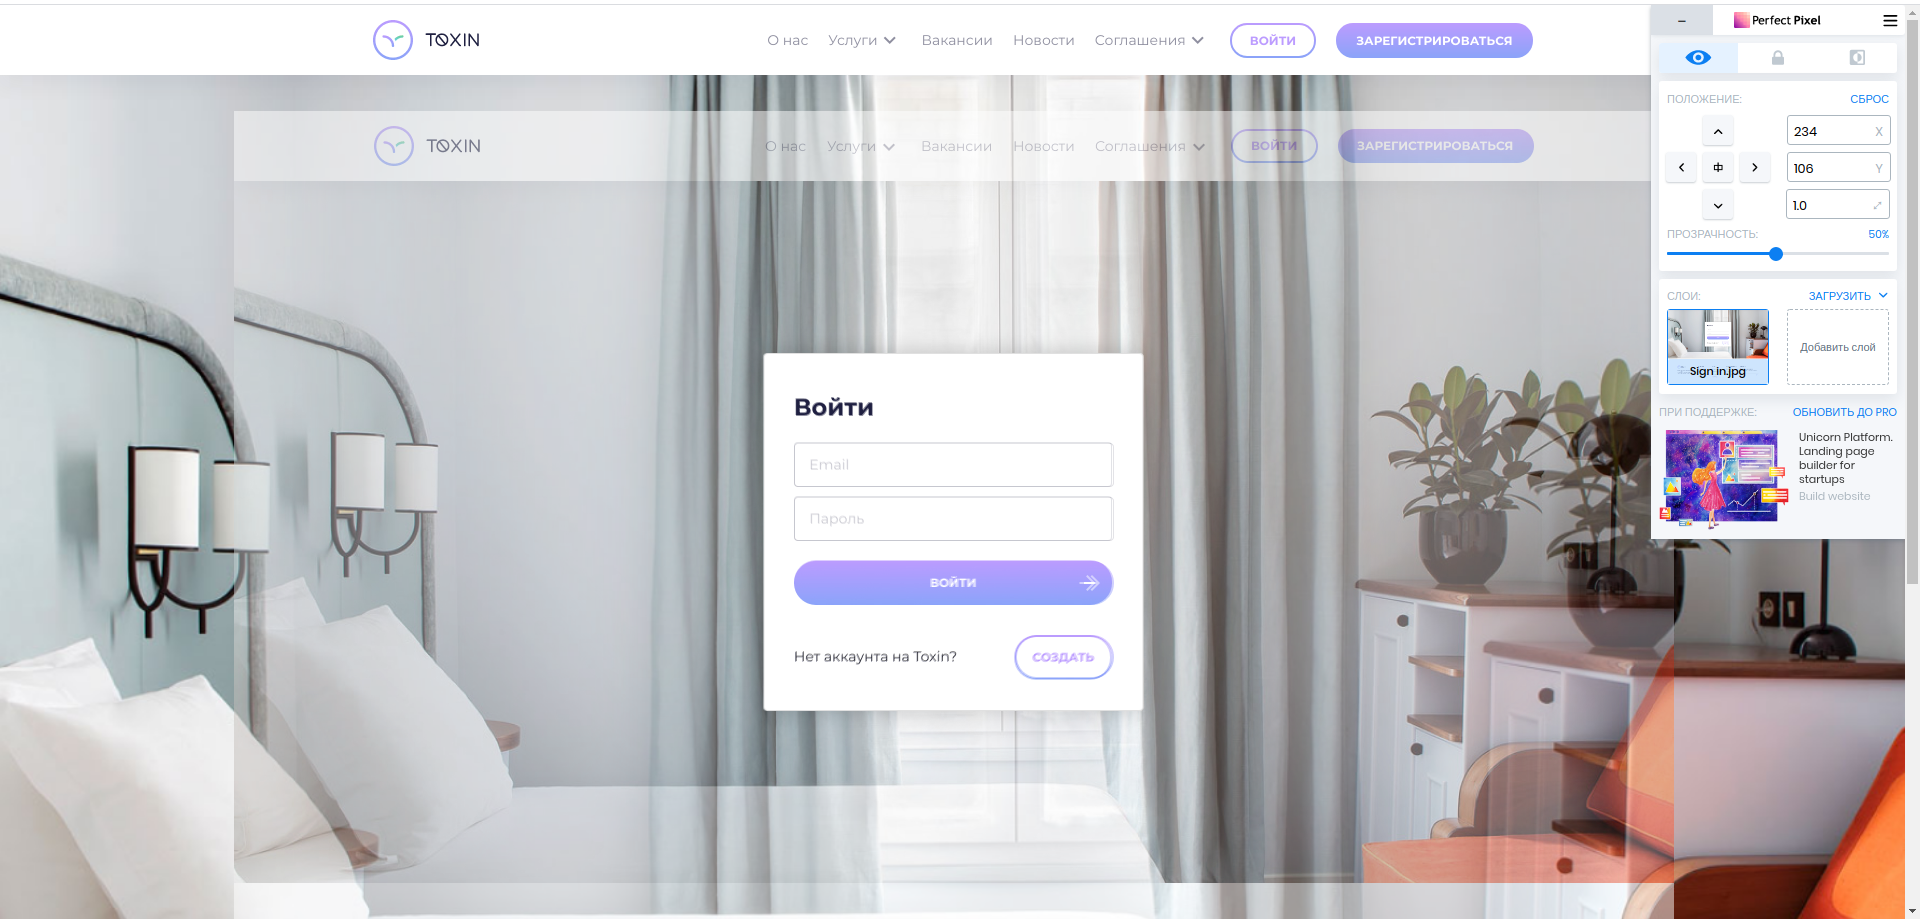 TOXIN
О нас
Услуги
Вакансии
Новости
Соглашения
ВОЙТИ
ЗАРЕГИСТРИРОВАТЬСЯ
TOXIN
О нас
Услуги
Вакансии
Новости
Соглашения
ВОЙТИ
ЗАРЕГИСТРИРОВАТЬСЯ
Войти
Email
Пароль
ВОЙТИ
Нет аккаунта на Toxin?
СОЗДАТЬ
Perfect Pixel
ПОЛОЖЕНИЕ:
СБРОС
234 X
106 Y
1.0
ПРОЗРАЧНОСТЬ:
50%
СЛОИ:
ЗАГРУЗИТЬ
Sign in.jpg
Добавить слой
ПРИ ПОДДЕРЖКЕ:
ОБНОВИТЬ ДО PRO
Unicorn Platform.
Landing page
builder for
startups
Build website